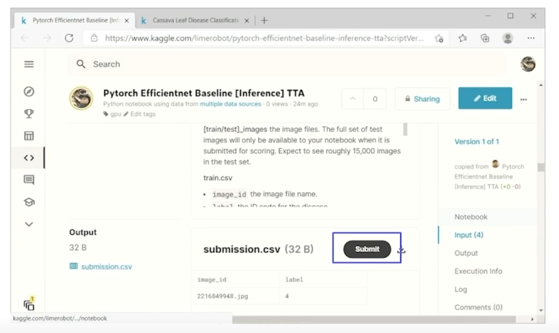 Pytorch Efficientnet Baseline [Inf
Cassava Leaf Disease Classificati
https://www.kaggle.com/limerobot/pytorch-efficientnet-baseline-inference-tta?scriptVer...
Search
Pytorch Efficientnet Baseline [Inference] TTA
Python notebook using data from multiple data sources · 0 views · 24m ago
gpu Edit tags
0
Sharing
Edit
[train/test]_images the image files. The full set of test
images will only be available to your notebook when it is
submitted for scoring. Expect to see roughly 15,000 images
in the test set.
train.csv
• image_id the image file name.
• label the ID code for the disease
Version 1 of 1
copied from Pytorch
Efficientnet Baseline
[Inference] TTA (+0 -0)
Notebook
Input (4)
Output
Execution Info
Log
Comments (0)
Output
32 B
submission.csv
submission.csv (32 B)
Submit
image_id label
2216849948.jpg 4
kaggle.com/limerobot/.../notebook